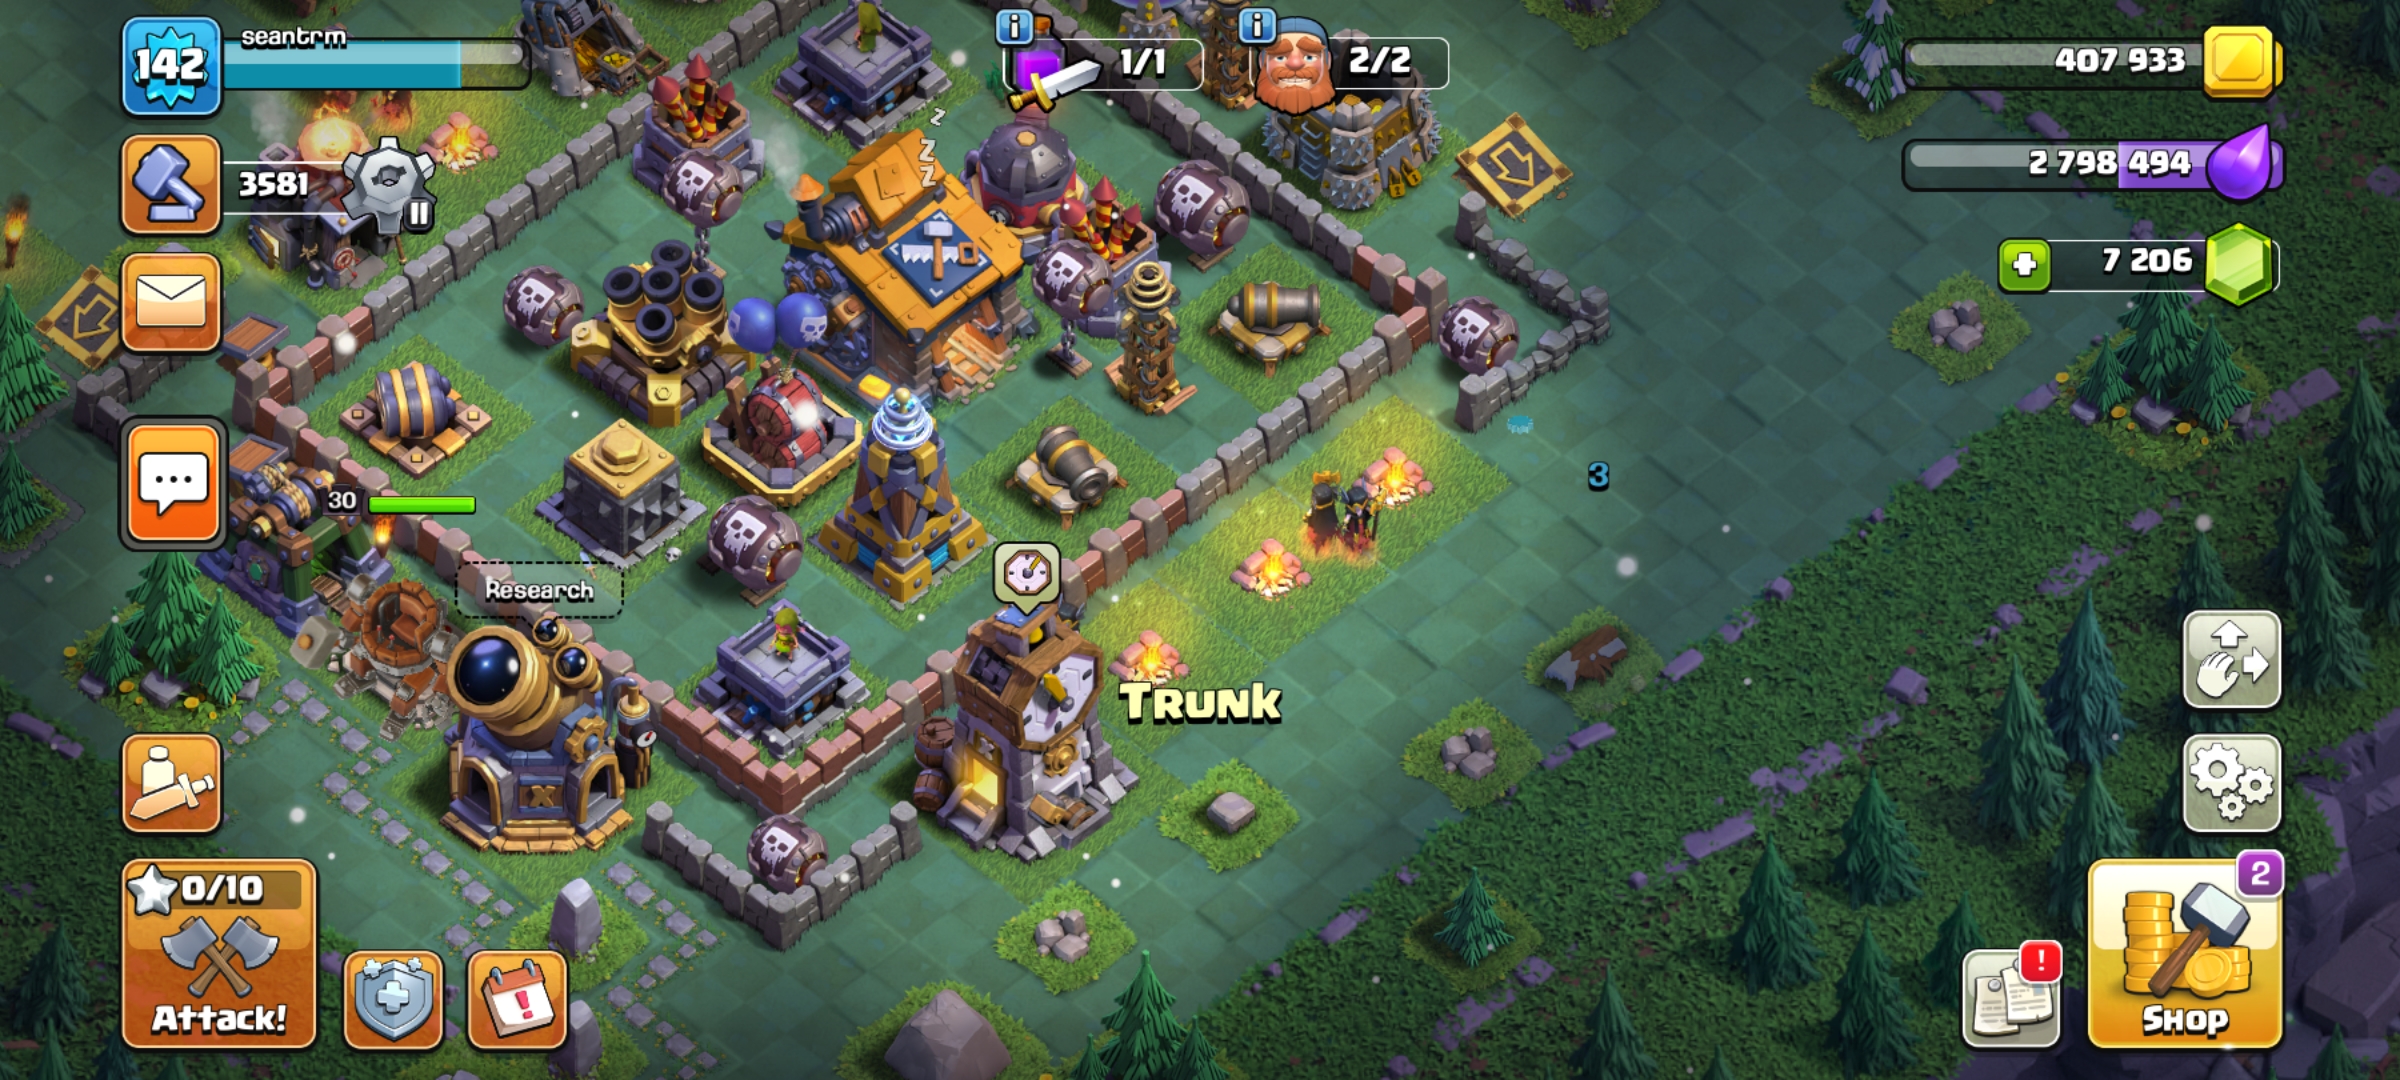 142
seantrm
i
1/1
i
2/2
407 933
3581
2 798 494
7 206
z
z
z
30
3
Research
TRUNK
0/10
2
Attack!
!
!
SHOP